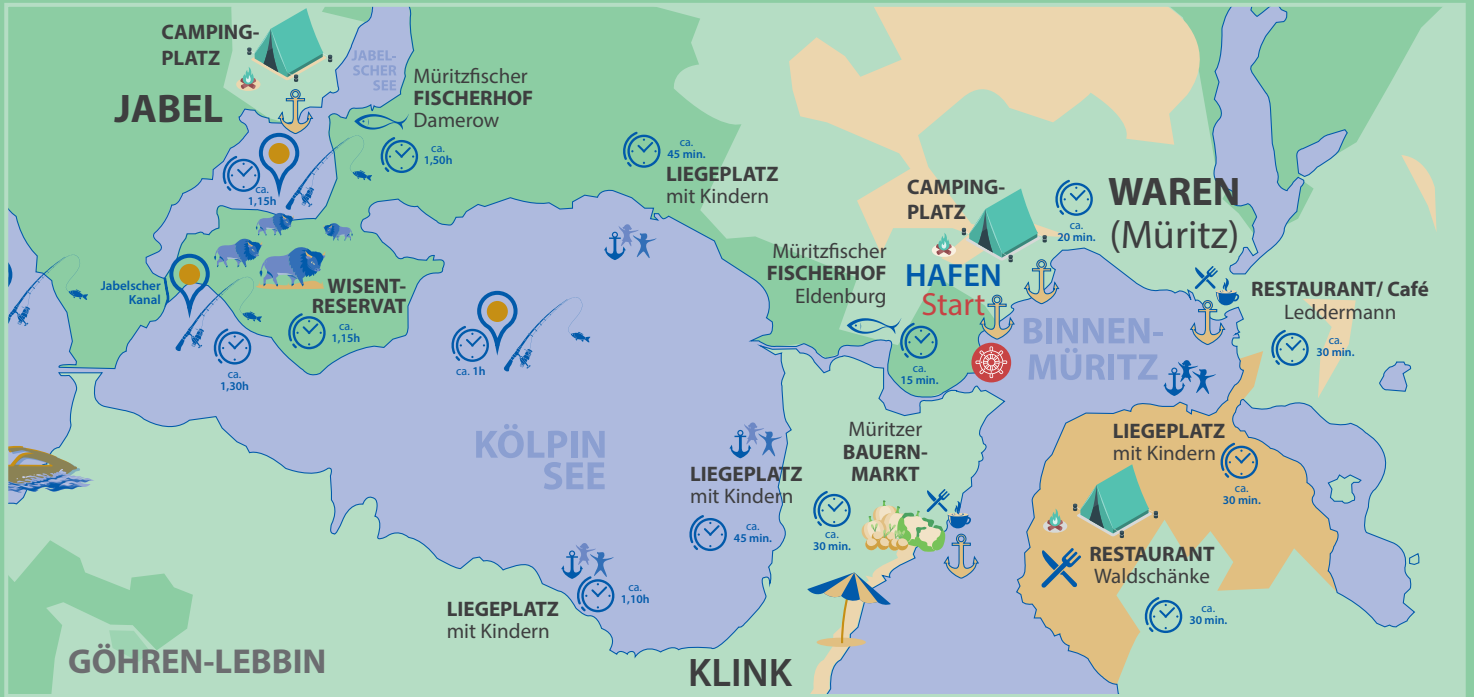 CAMPING-
PLATZ
JABEL
JABEL-
SCHER
SEE
Müritzfischer
FISCHERHOF
Damerow
ca.
1,50h
ca.
1,15h
ca.
45 min.
LIEGEPLATZ
mit Kindern
CAMPING-
PLATZ
ca.
20 min.
WAREN
(Müritz)
Müritzfischer
FISCHERHOF
Eldenburg
HAFEN
Start
ca.
15 min.
BINNEN-
MÜRITZ
RESTAURANT/ Café
Leddermann
ca.
30 min.
Jabelscher
Kanal
WISENT-
RESERVAT
ca.
1,15h
ca.
1,30h
ca. 1h
KÖLPIN
SEE
LIEGEPLATZ
mit Kindern
ca.
45 min.
Müritzer
BAUERN-
MARKT
ca.
30 min.
LIEGEPLATZ
mit Kindern
ca.
30 min.
RESTAURANT
Waldschänke
ca.
30 min.
LIEGEPLATZ
mit Kindern
ca.
1,10h
GÖHREN-LEBBIN
KLINK